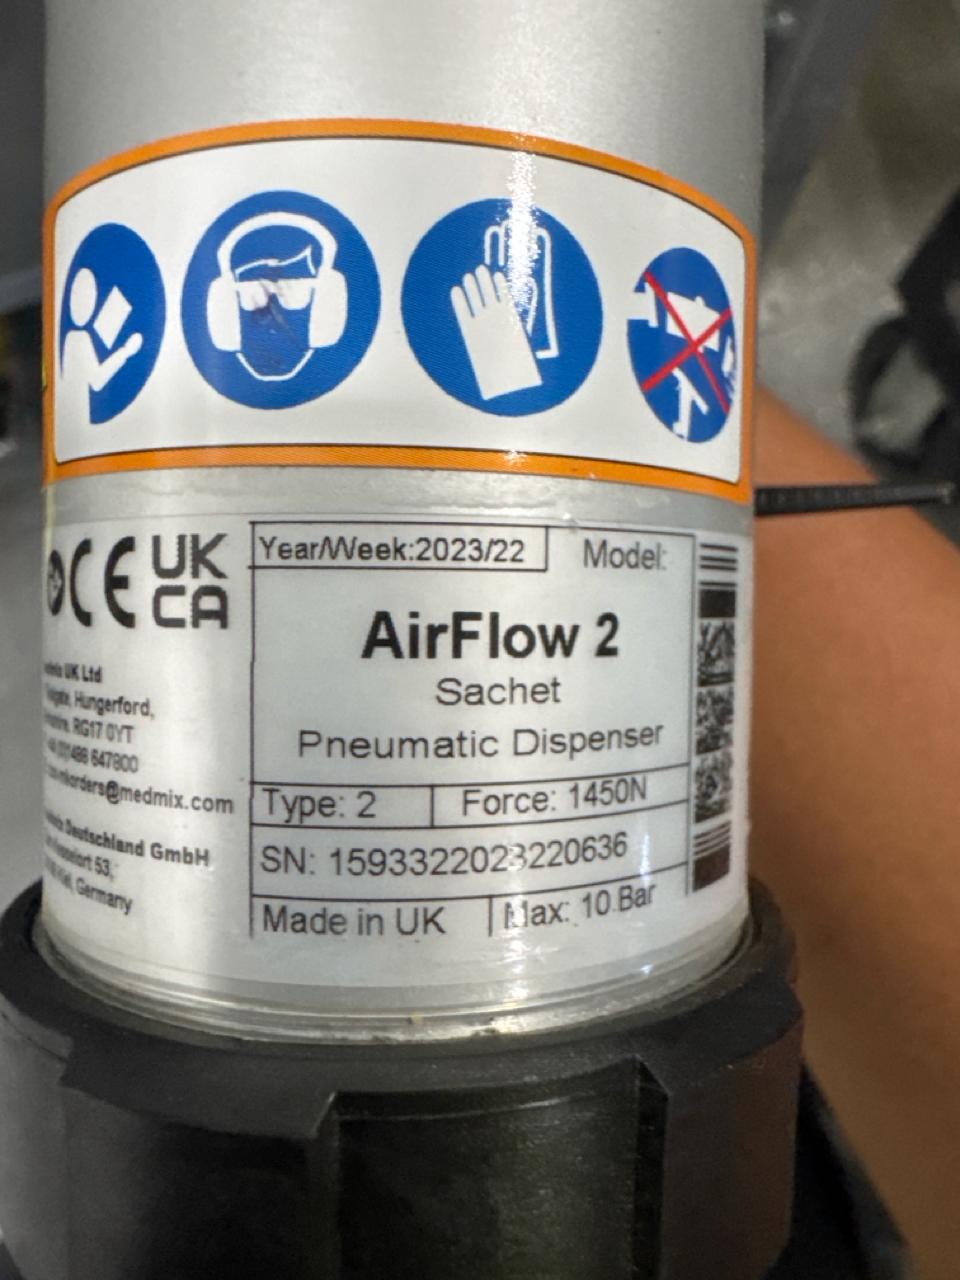 CE UK
CA
Year/Week:2023/22
Model:
AirFlow 2
Sachet
Pneumatic Dispenser
Type: 2
Force: 1450N
SN: 1593322023220636
Made in UK
Max: 10 Bar
UK Ltd
Hungerford,
RG17 0YT
647800
@medmix.com
Deutschland GmbH
53,
Germany